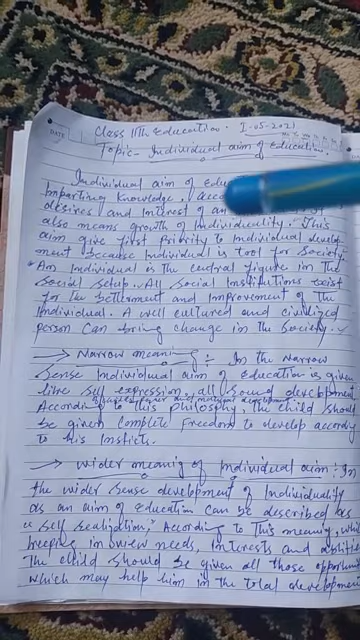 DATE
Class 11th Education. 1-05-2021
Topic- Individual aim of Education.
Individual aim of Edu
Imparting Knowledge. Acco
desires and Interest of an
also means growth of Individuality. This
aim give first Priority to Individual develop
ment because Individual is tool for Society.
* An Individual is the central figure in the
Social Setup. All Social Institutions exist
for the betterment and Improvement of the
Individual. A well cultured and civilized
person Can bring change in the Society.
→ Narrow meani :- In the Narrow
Sense Individual aim of Education is given
like Self expression, all Sound development
According to this Philosophy, The child should
be given Complete Freedom to develop accordy
to his Instincts.
→ wider meaning of Individual aim : In
the wider Sense development of Individuality
as an aim of Education can be described as
"Self Realization." According to This meaning, whi
keeping in view needs, Interests and abilities
The child should be given all those opportun
which may help him in the total development